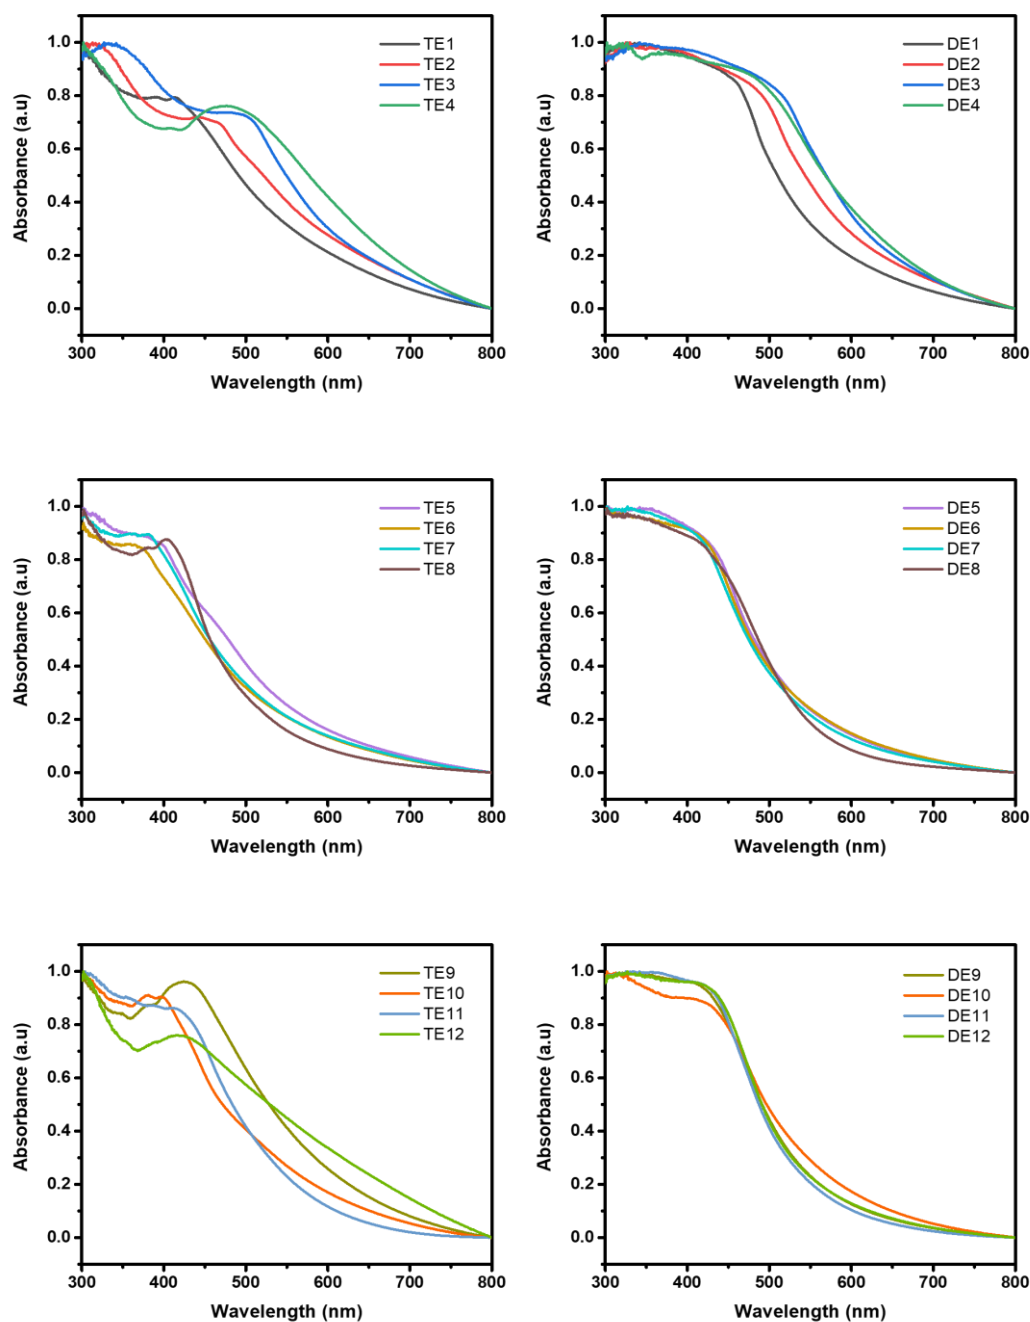 1.0
0.8
0.6
0.4
0.2
0.0
Absorbance (a.u)
300 400 500 600 700 800
Wavelength (nm)
TE1
TE2
TE3
TE4
1.0
0.8
0.6
0.4
0.2
0.0
Absorbance (a.u)
300 400 500 600 700 800
Wavelength (nm)
DE1
DE2
DE3
DE4
1.0
0.8
0.6
0.4
0.2
0.0
Absorbance (a.u)
300 400 500 600 700 800
Wavelength (nm)
TE5
TE6
TE7
TE8
1.0
0.8
0.6
0.4
0.2
0.0
Absorbance (a.u)
300 400 500 600 700 800
Wavelength (nm)
DE5
DE6
DE7
DE8
1.0
0.8
0.6
0.4
0.2
0.0
Absorbance (a.u)
300 400 500 600 700 800
Wavelength (nm)
TE9
TE10
TE11
TE12
1.0
0.8
0.6
0.4
0.2
0.0
Absorbance (a.u)
300 400 500 600 700 800
Wavelength (nm)
DE9
DE10
DE11
DE12